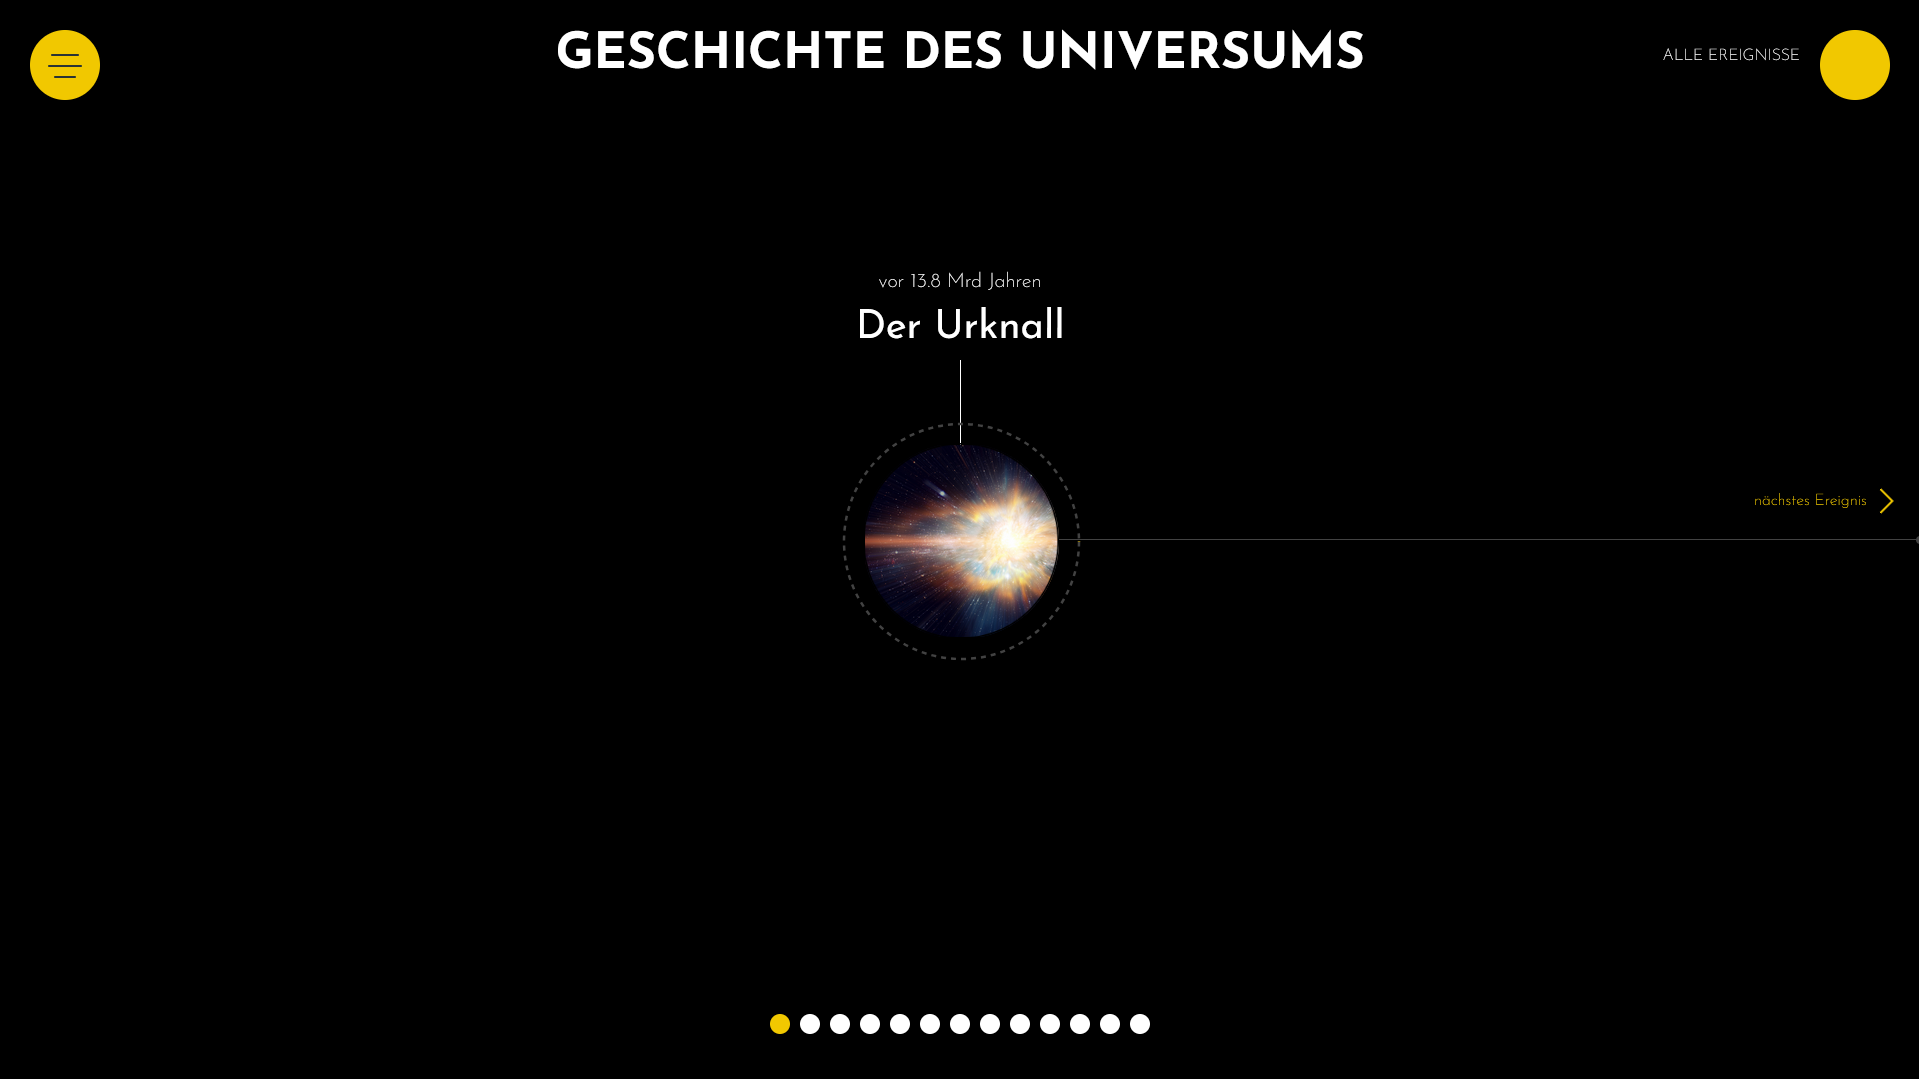 GESCHICHTE DES UNIVERSUMS
ALLE EREIGNISSE
vor 13.8 Mrd Jahren
Der Urknall
nächstes Ereignis